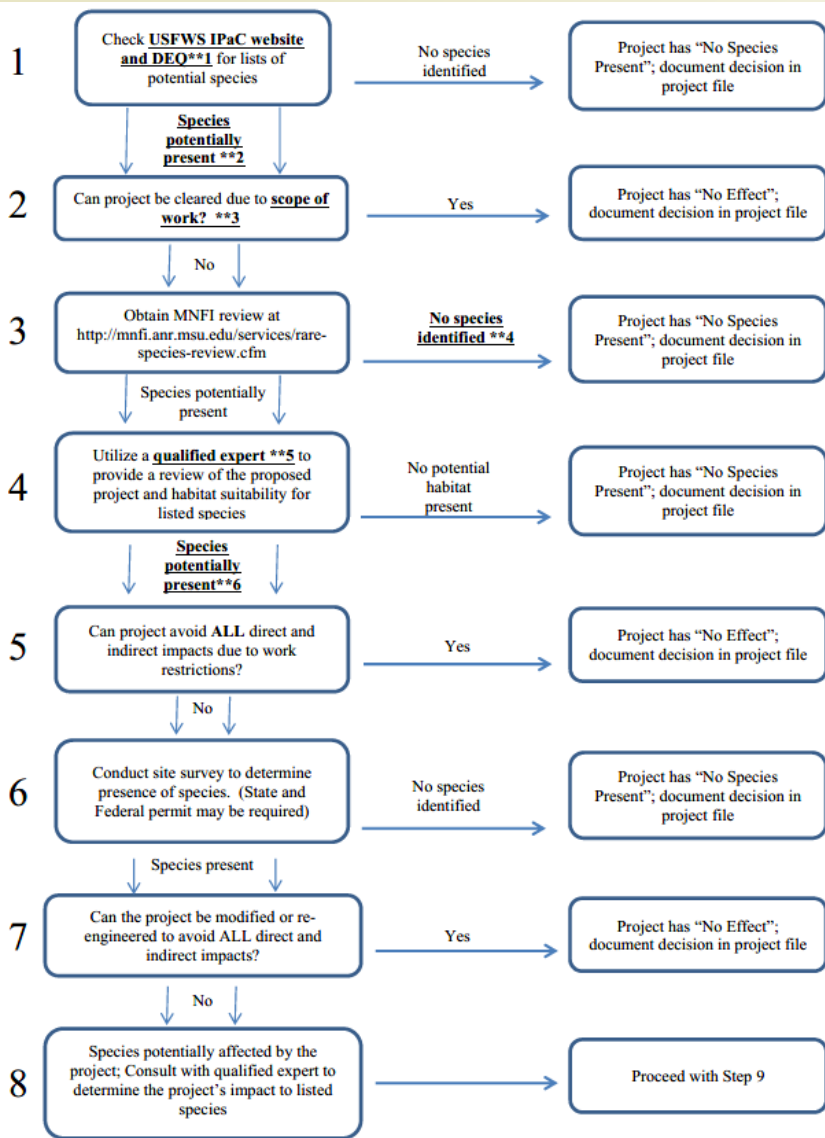 1
Check USFWS IPaC website
and DEQ**1 for lists of
potential species
No species
identified
Project has “No Species
Present”; document decision in
project file
Species
potentially
present **2
2
Can project be cleared due to scope of
work? **3
Yes
Project has “No Effect”;
document decision in project file
No
3
Obtain MNFI review at
http://mnfi.anr.msu.edu/services/rare-
species-review.cfm
No species
identified **4
Project has “No Species
Present”; document decision in
project file
Species potentially
present
4
Utilize a qualified expert **5 to
provide a review of the proposed
project and habitat suitability for
listed species
No potential
habitat
present
Project has “No Species
Present”; document decision in
project file
Species
potentially
present**6
5
Can project avoid ALL direct and
indirect impacts due to work
restrictions?
Yes
Project has “No Effect”;
document decision in project file
No
6
Conduct site survey to determine
presence of species. (State and
Federal permit may be required)
No species
identified
Project has “No Species
Present”; document decision in
project file
Species present
7
Can the project be modified or re-
engineered to avoid ALL direct and
indirect impacts?
Yes
Project has “No Effect”;
document decision in project file
No
8
Species potentially affected by the
project; Consult with qualified expert to
determine the project’s impact to listed
species
Proceed with Step 9